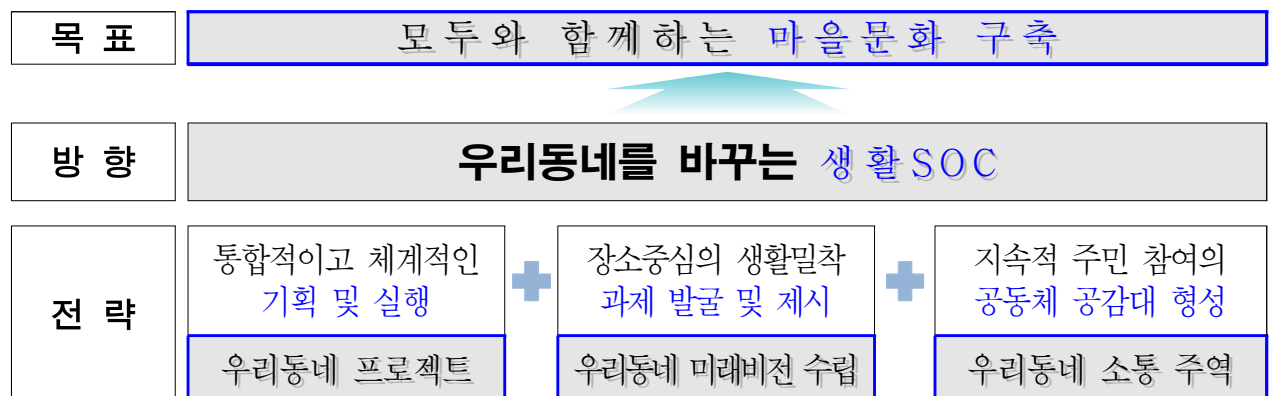 목 표
모두와 함께하는 마을문화 구축
방 향
우리동네를 바꾸는 생활SOC
전 략
통합적이고 체계적인
기획 및 실행
우리동네 프로젝트
장소중심의 생활밀착
과제 발굴 및 제시
우리동네 미래비전 수립
지속적 주민 참여의
공동체 공감대 형성
우리동네 소통 주역